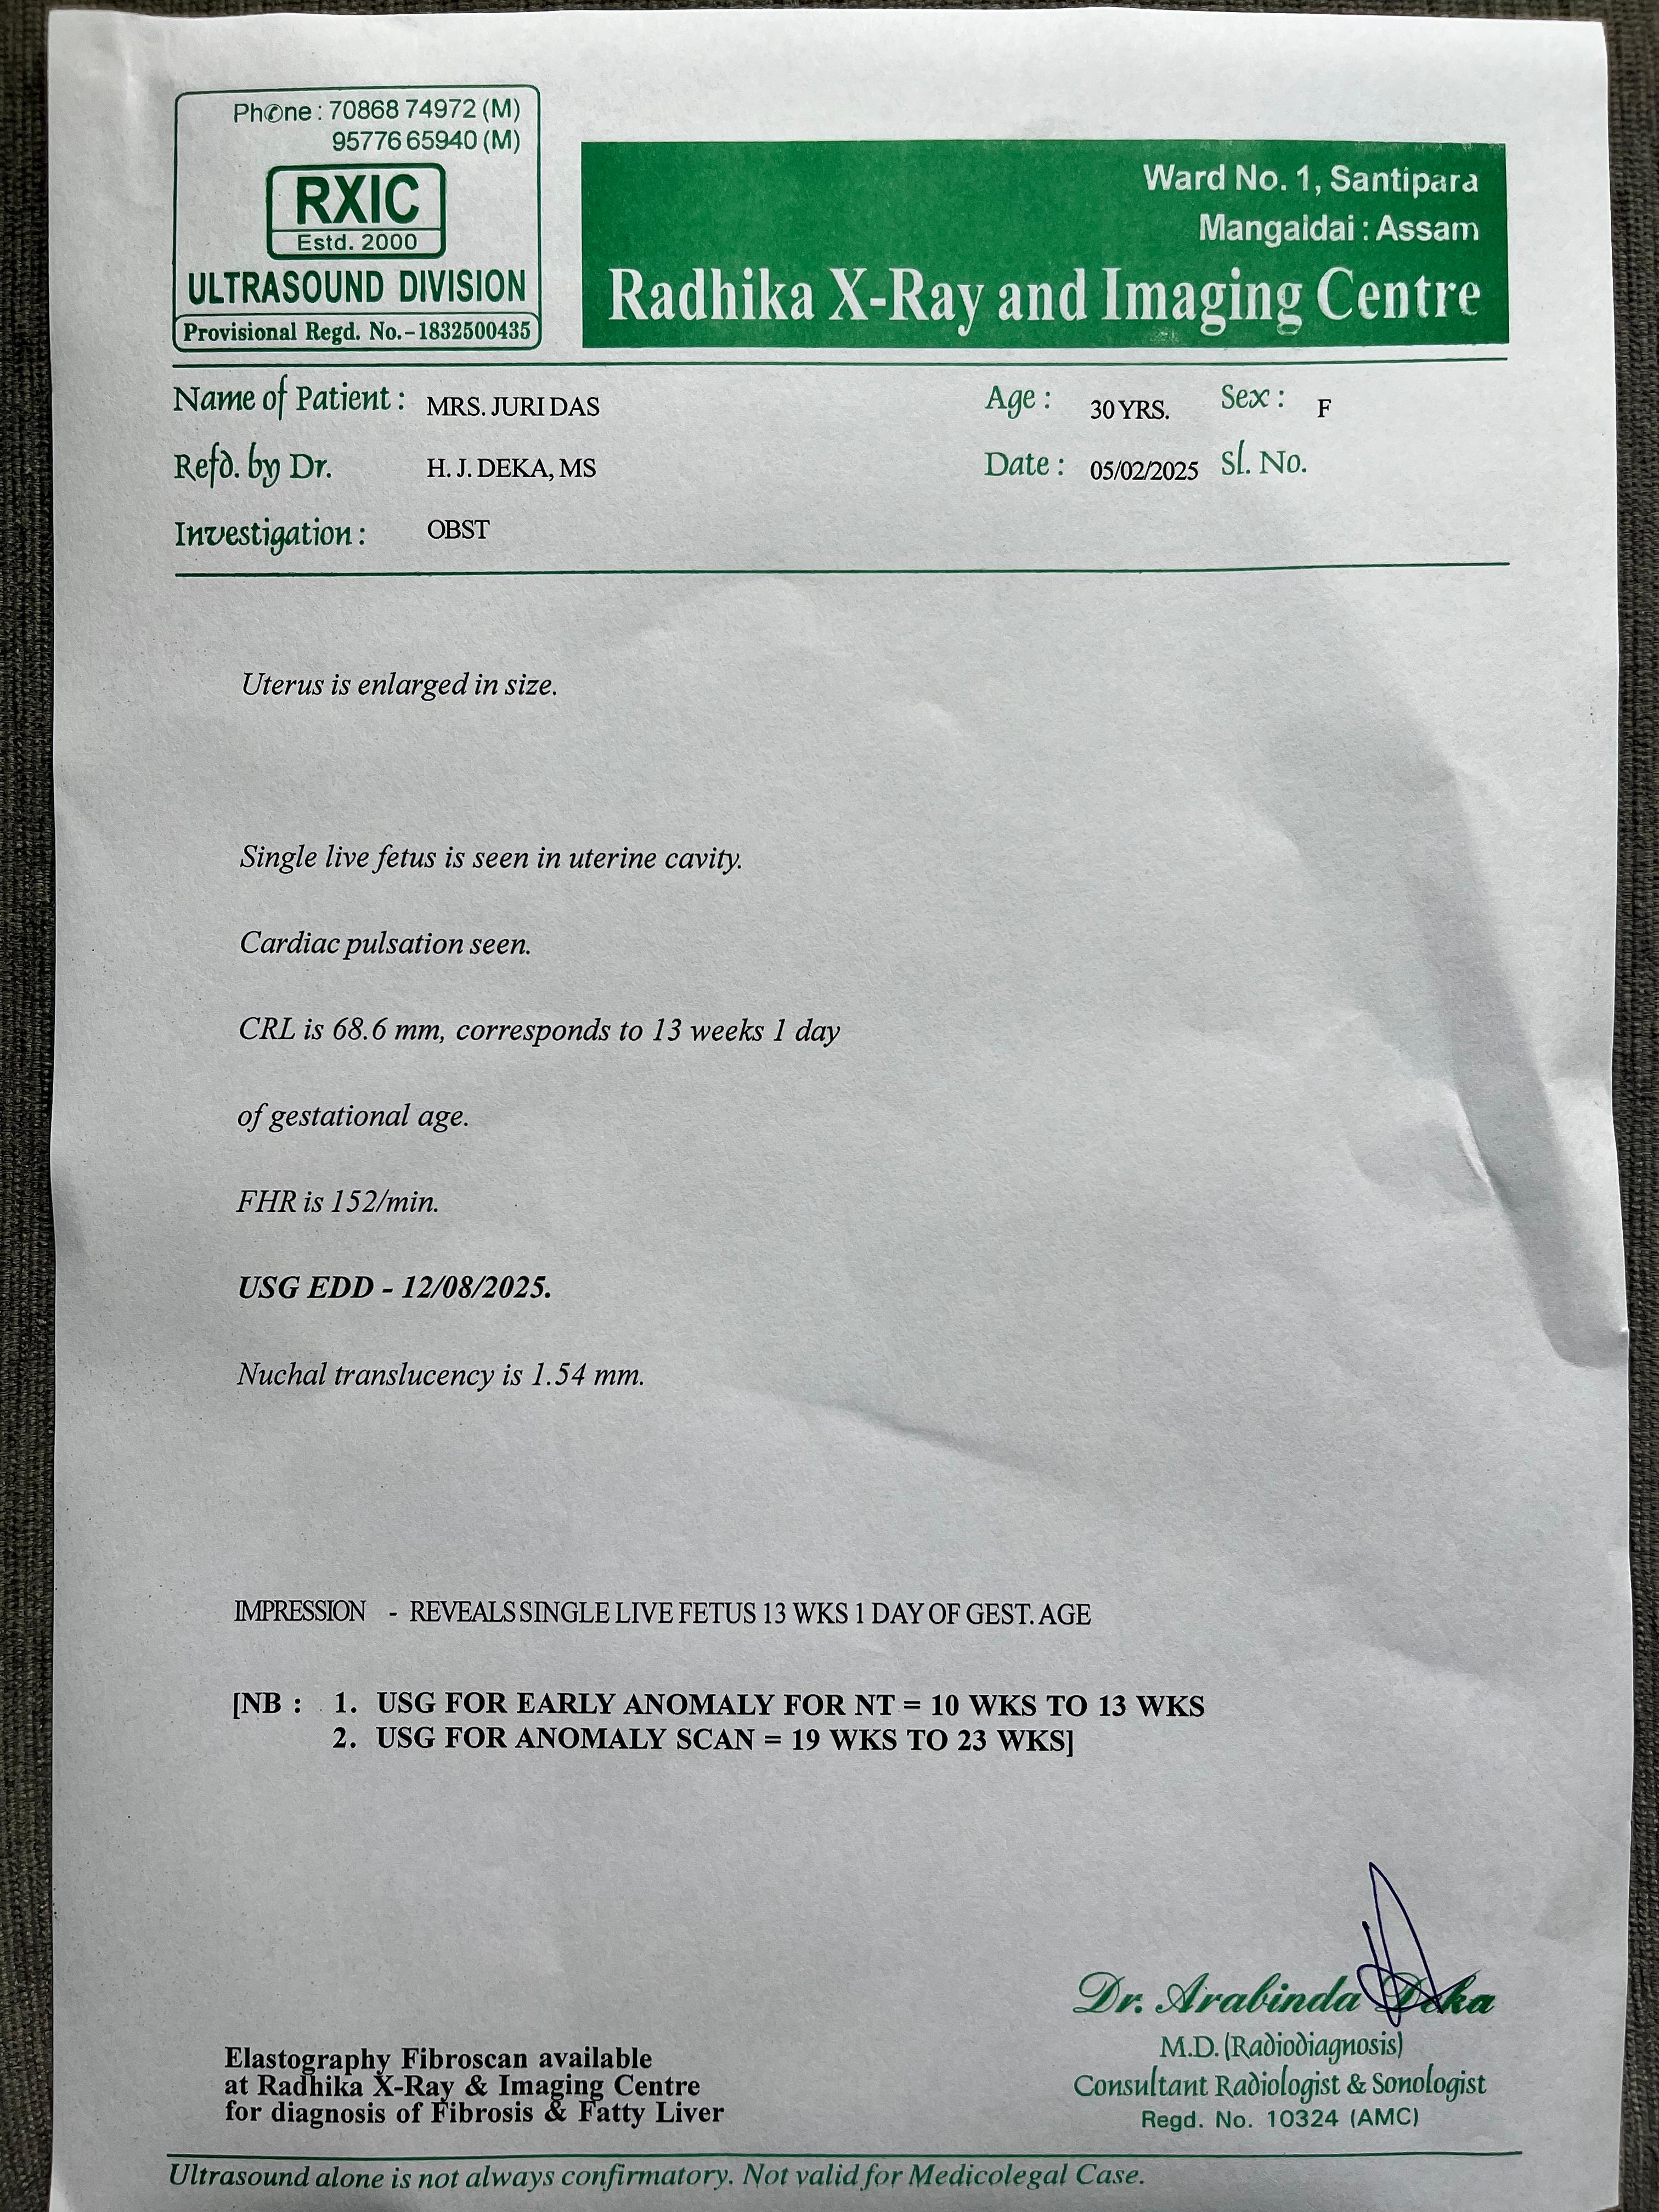 Phone : 70868 74972 (M)
95776 65940 (M)
RXIC
Estd. 2000
ULTRASOUND DIVISION
Provisional Regd. No.-1832500435
Ward No. 1, Santipara
Mangaldai : Assam
Radhika X-Ray and Imaging Centre
Name of Patient : MRS. JURI DAS Age : 30 YRS. Sex : F
Refd. by Dr. H. J. DEKA, MS Date : 05/02/2025 Sl. No.
Investigation : OBST
Uterus is enlarged in size.
Single live fetus is seen in uterine cavity.
Cardiac pulsation seen.
CRL is 68.6 mm, corresponds to 13 weeks 1 day
of gestational age.
FHR is 152/min.
USG EDD - 12/08/2025.
Nuchal translucency is 1.54 mm.
IMPRESSION - REVEALS SINGLE LIVE FETUS 13 WKS 1 DAY OF GEST. AGE
[NB : 1. USG FOR EARLY ANOMALY FOR NT = 10 WKS TO 13 WKS
2. USG FOR ANOMALY SCAN = 19 WKS TO 23 WKS]
Dr. Arabinda Deka
M.D. (Radiodiagnosis)
Consultant Radiologist & Sonologist
Regd. No. 10324 (AMC)
Elastography Fibroscan available
at Radhika X-Ray & Imaging Centre
for diagnosis of Fibrosis & Fatty Liver
Ultrasound alone is not always confirmatory. Not valid for Medicolegal Case.